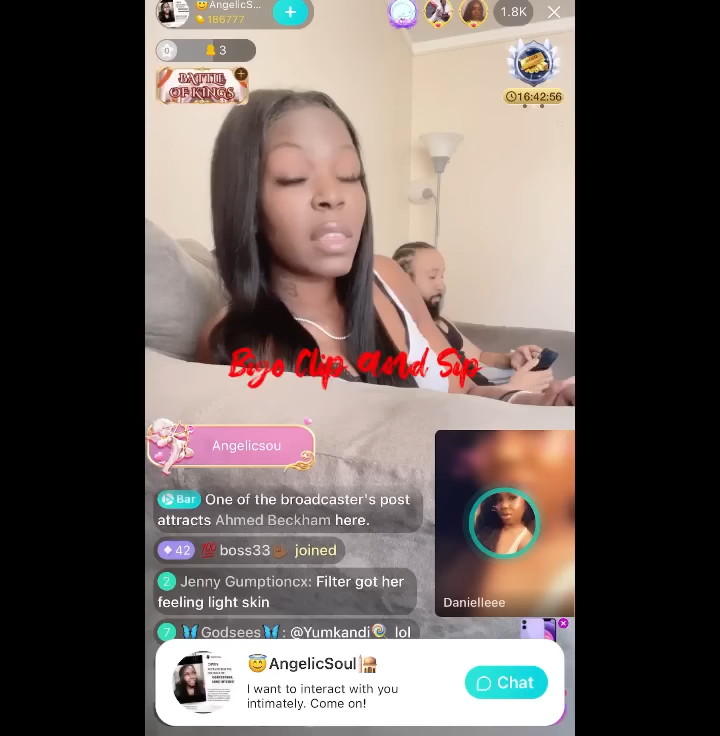 😇AngelicS...
186777
1.8K
3
BATTLE
OF KINGS
16:42:56
Bigo Clip and Sip
Angelicsou
Bar One of the broadcaster's post
attracts Ahmed Beckham here.
42 💯boss33✊🏾 joined
2 Jenny Gumptioncx: Filter got her
feeling light skin
7 🦋Godsees🦋: @Yumkandi🍭 lol
Danielleee
😇AngelicSoul🕌
I want to interact with you
intimately. Come on!
Chat